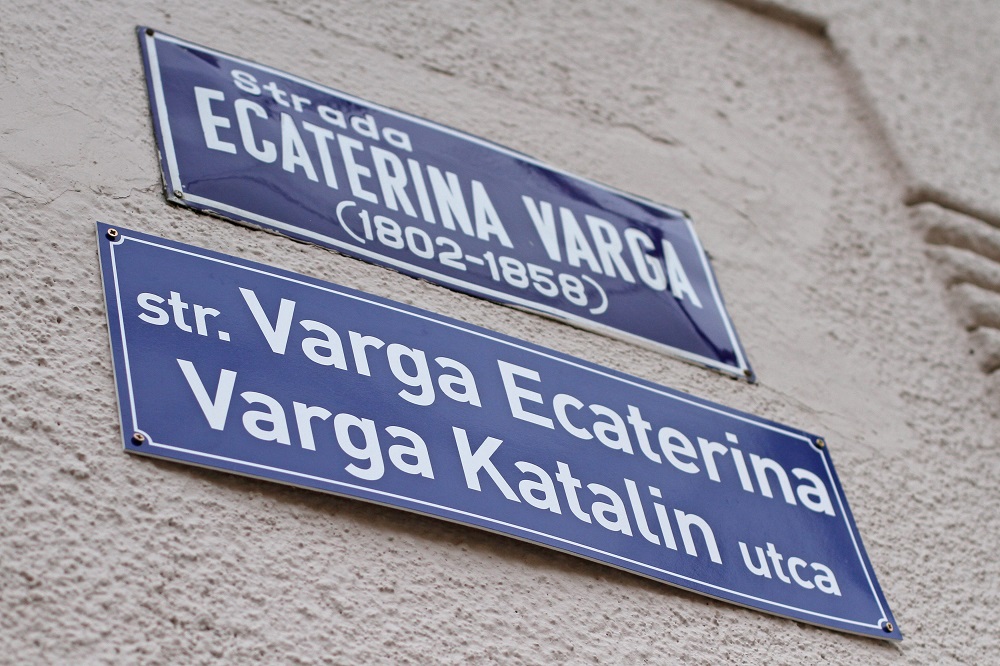 Strada
ECATERINA VARGA
(1802-1858)
str. Varga Ecaterina
Varga Katalin utca